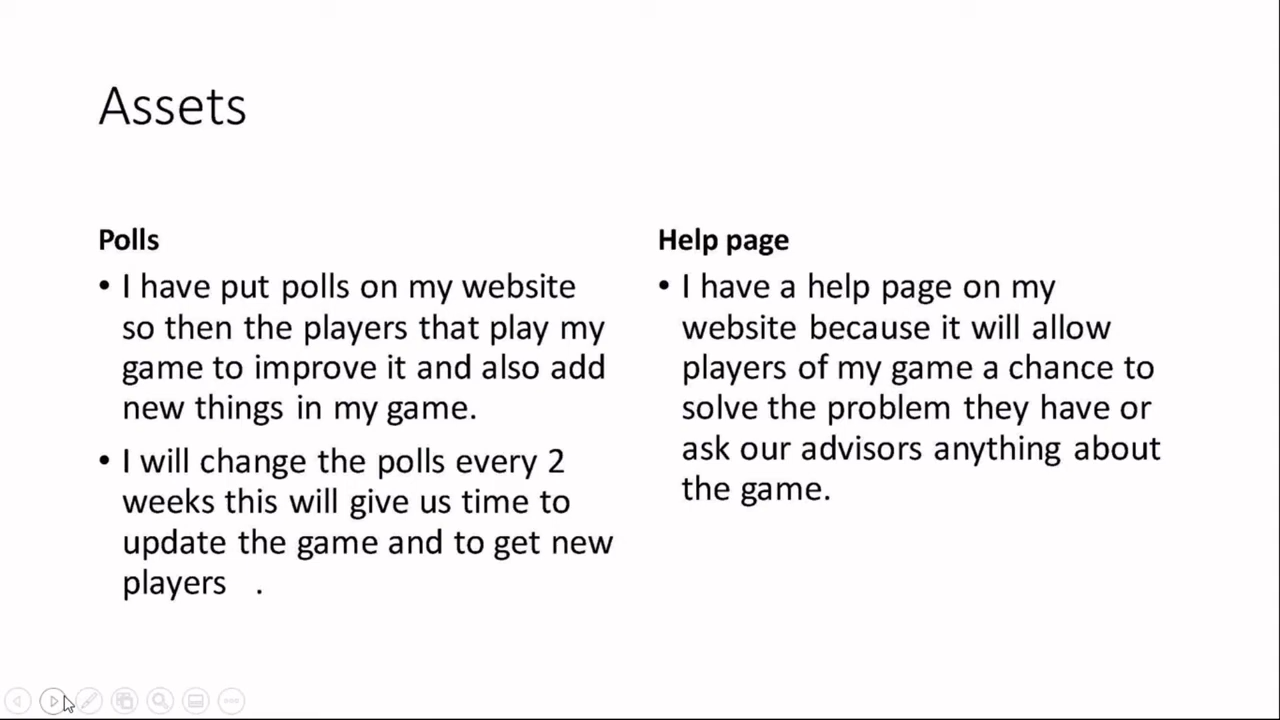 Assets
Polls
• I have put polls on my website
so then the players that play my
game to improve it and also add
new things in my game.
• I will change the polls every 2
weeks this will give us time to
update the game and to get new
players .
Help page
• I have a help page on my
website because it will allow
players of my game a chance to
solve the problem they have or
ask our advisors anything about
the game.